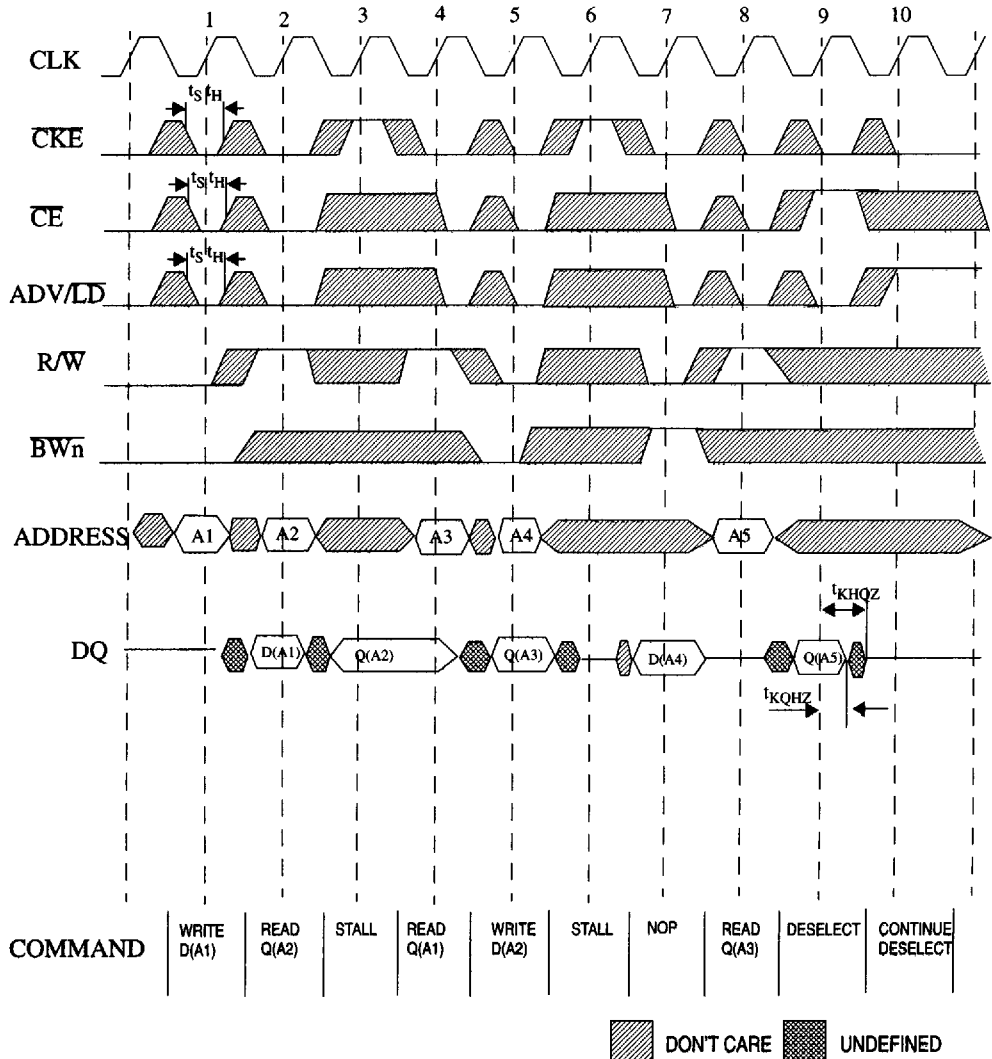 1 2 3 4 5 6 7 8 9 10
CLK
tS tH
CKE
tS tH
CE
tS tH
ADV/LD
R/W
BWn
ADDRESS A1 A2 A3 A4 A5
tKHQZ
DQ D(A1) Q(A2) Q(A3) D(A4) Q(A5)
tKQHZ
COMMAND
WRITE D(A1)
READ Q(A2)
STALL
READ Q(A1)
WRITE D(A2)
STALL
NOP
READ Q(A3)
DESELECT
CONTINUE DESELECT
DON'T CARE
UNDEFINED